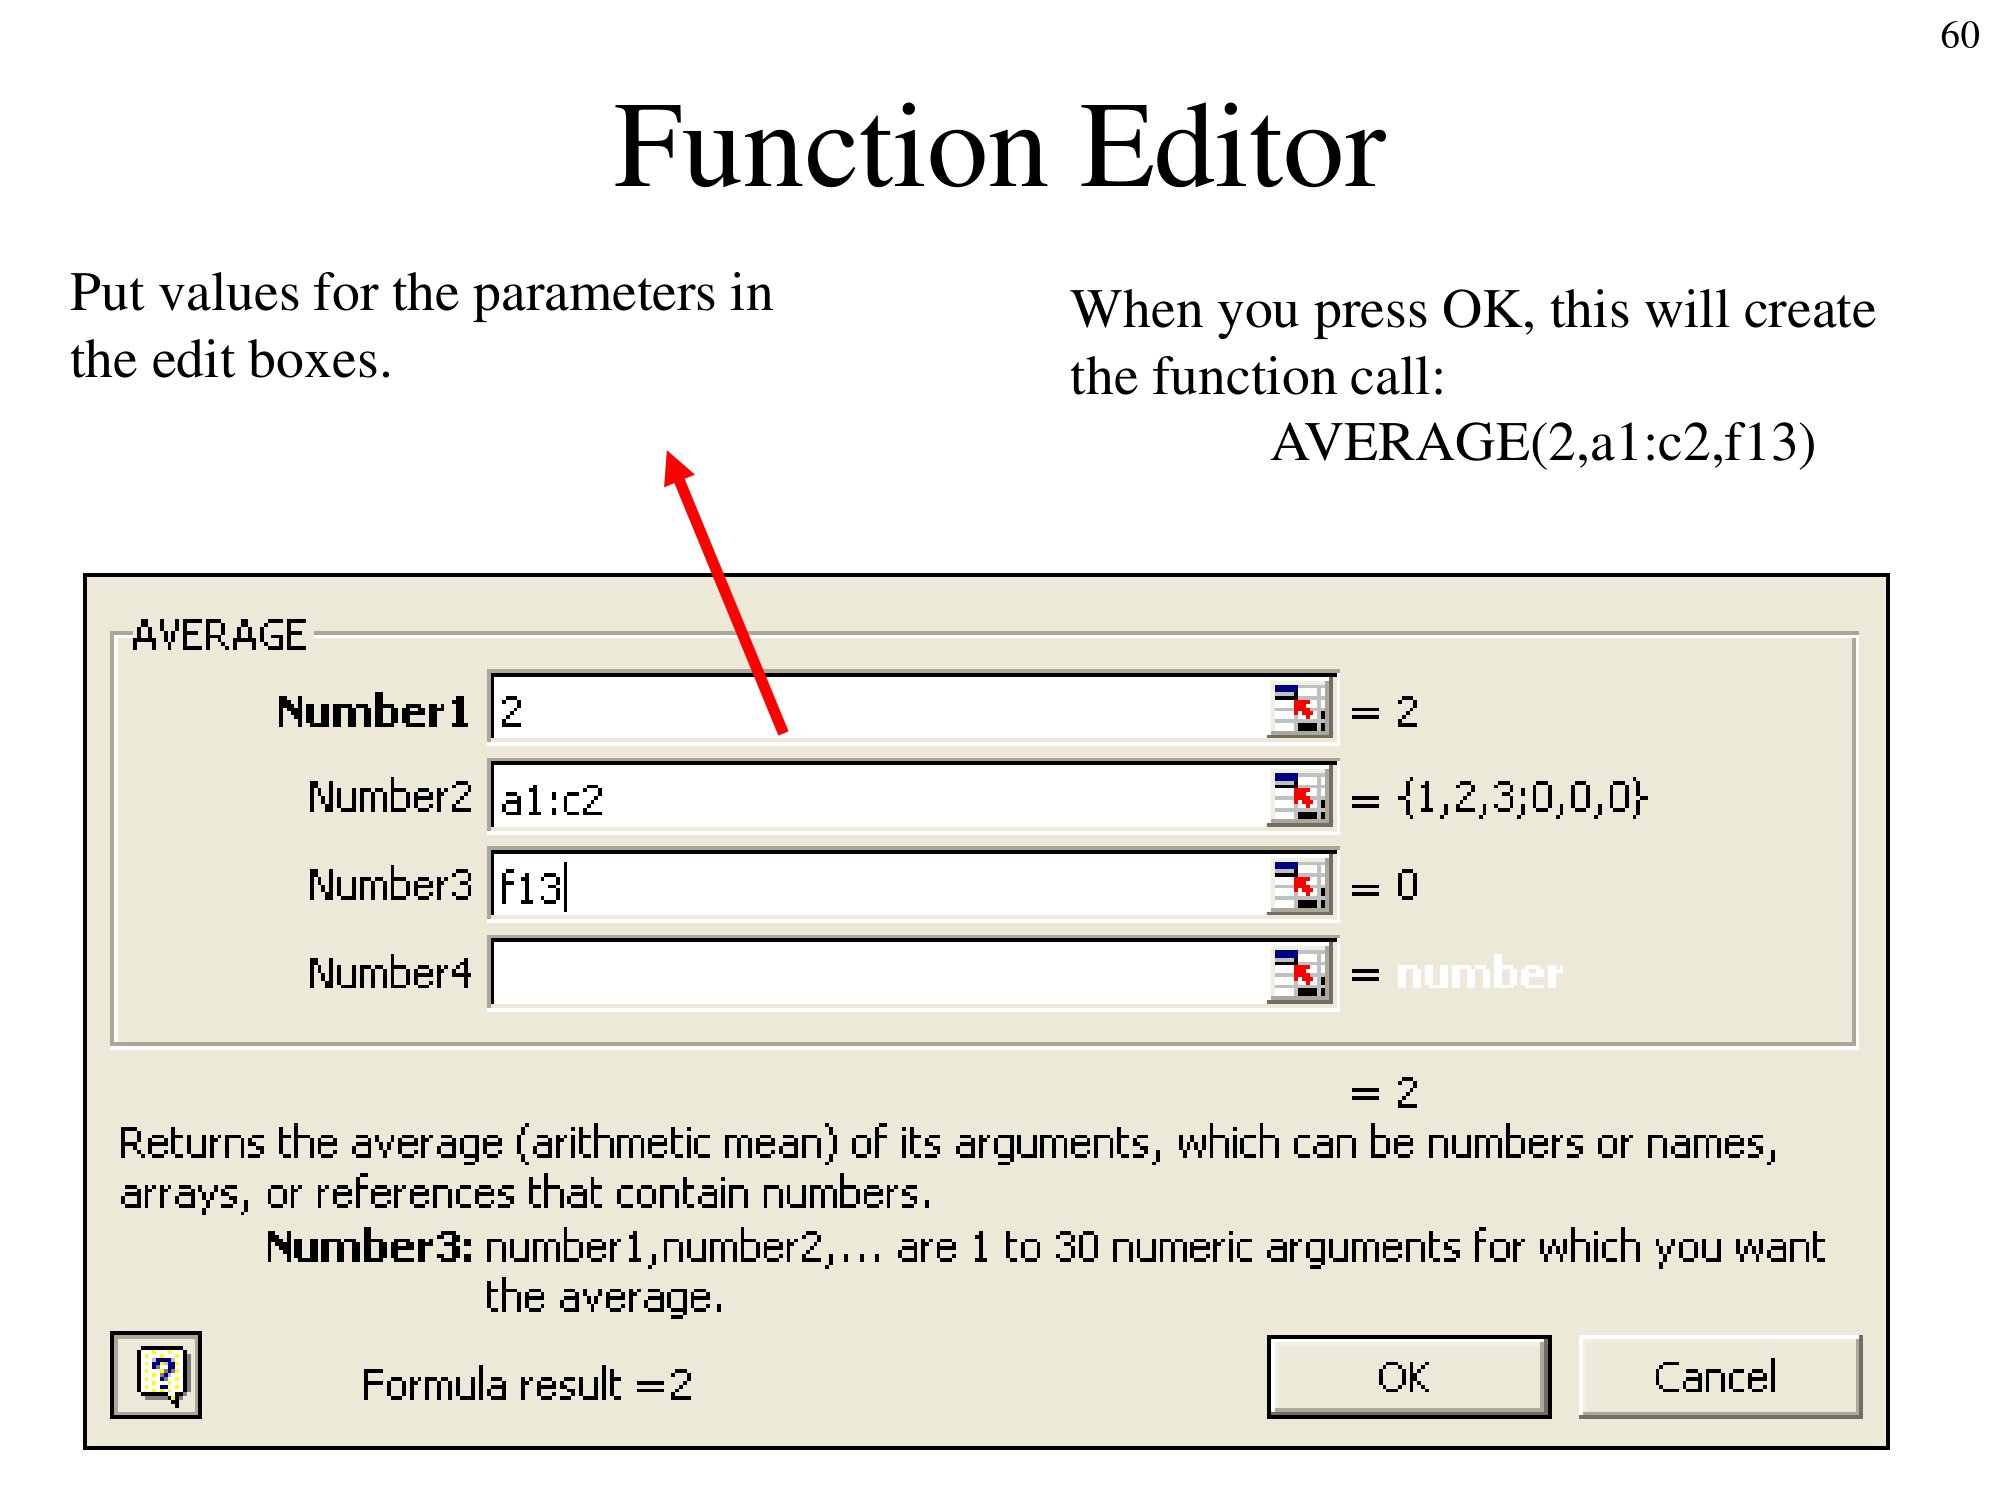 60
Function Editor
Put values for the parameters in
the edit boxes.
When you press OK, this will create
the function call:
AVERAGE(2,a1:c2,f13)
AVERAGE
Number1 2 = 2
Number2 a1:c2 = {1,2,3;0,0,0}
Number3 f13 = 0
Number4 = number
= 2
Returns the average (arithmetic mean) of its arguments, which can be numbers or names,
arrays, or references that contain numbers.
Number3: number1,number2,... are 1 to 30 numeric arguments for which you want
the average.
? Formula result =2 OK Cancel